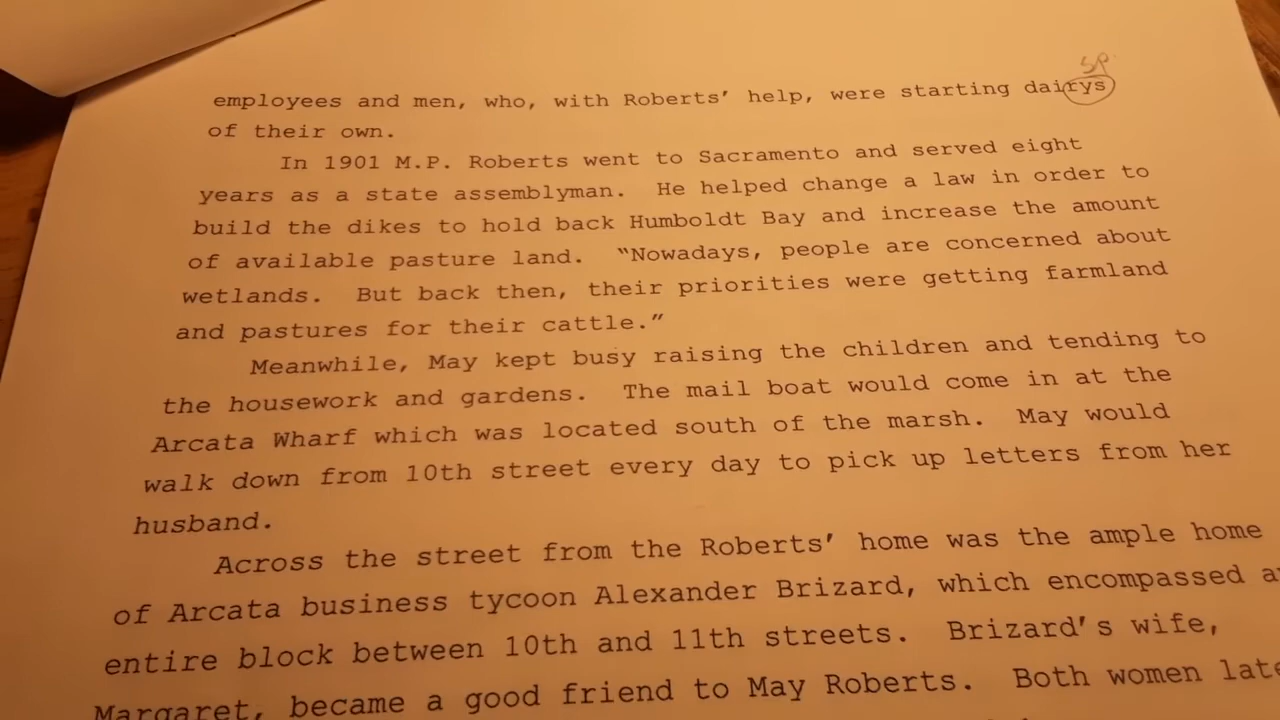 sp
employees and men, who, with Roberts' help, were starting dairys
of their own.
In 1901 M.P. Roberts went to Sacramento and served eight
years as a state assemblyman. He helped change a law in order to
build the dikes to hold back Humboldt Bay and increase the amount
of available pasture land. "Nowadays, people are concerned about
wetlands. But back then, their priorities were getting farmland
and pastures for their cattle."
Meanwhile, May kept busy raising the children and tending to
the housework and gardens. The mail boat would come in at the
Arcata Wharf which was located south of the marsh. May would
walk down from 10th street every day to pick up letters from her
husband.
Across the street from the Roberts' home was the ample home
of Arcata business tycoon Alexander Brizard, which encompassed
entire block between 10th and 11th streets. Brizard's wife,
Margaret, became a good friend to May Roberts. Both women